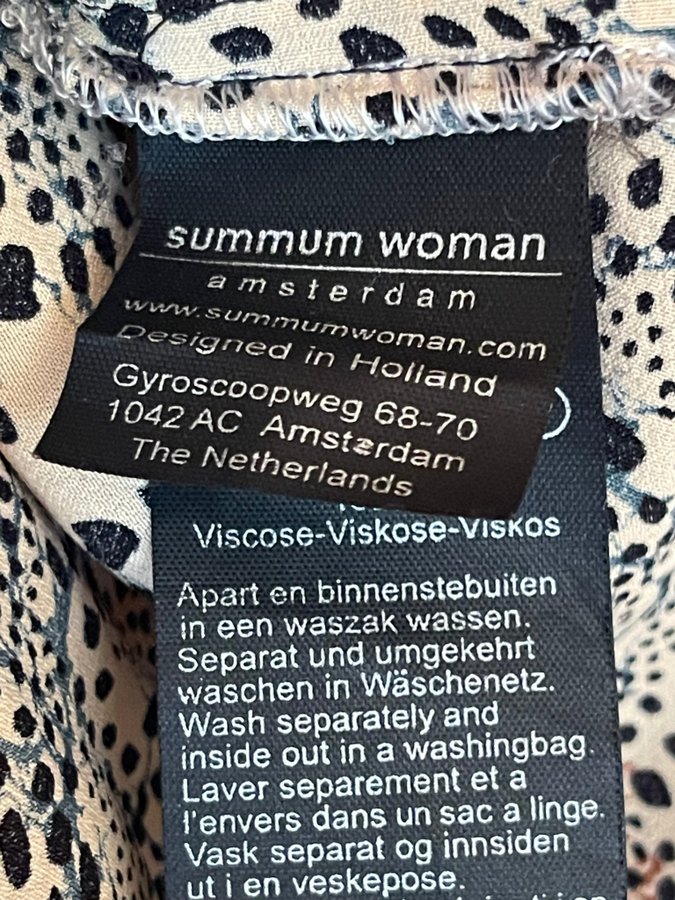 summum woman
amsterdam
www.summumwoman.com
Designed in Holland
Gyroscoopweg 68-70
1042 AC Amsterdam
The Netherlands
Viscose-Viskose-Viskos
Apart en binnenstebuiten
in een waszak wassen.
Separat und umgekehrt
waschen in Wäschenetz.
Wash separately and
inside out in a washingbag.
Laver separement et a
l'envers dans un sac a linge.
Vask separat og innsiden
ut i en veskepose.